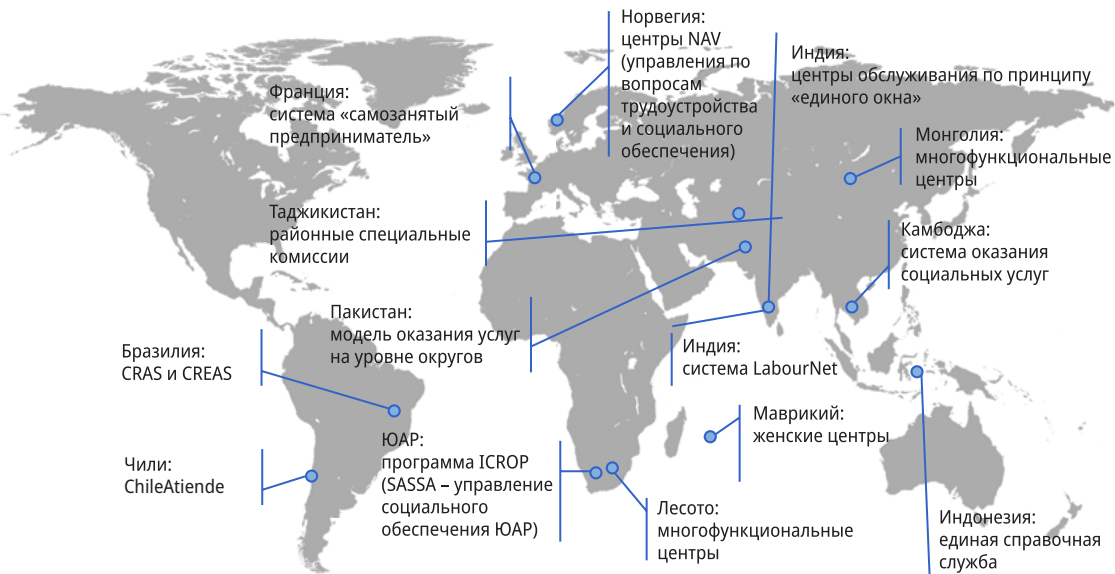 Норвегия:
центры NAV
(управления по
вопросам
трудоустройства
и социального
обеспечения)
Индия:
центры обслуживания по принципу
«единого окна»
Франция:
система «самозанятый
предприниматель»
Монголия:
многофункциональные
центры
Таджикистан:
районные специальные
комиссии
Камбоджа:
система оказания
социальных услуг
Пакистан:
модель оказания услуг
на уровне округов
Бразилия:
CRAS и CREAS
Индия:
система LabourNet
Маврикий:
женские центры
ЮАР:
программа ICROP
(SASSA – управление
социального
обеспечения ЮАР)
Чили:
ChileAtiende
Лесото:
многофункциональные
центры
Индонезия:
единая справочная
служба